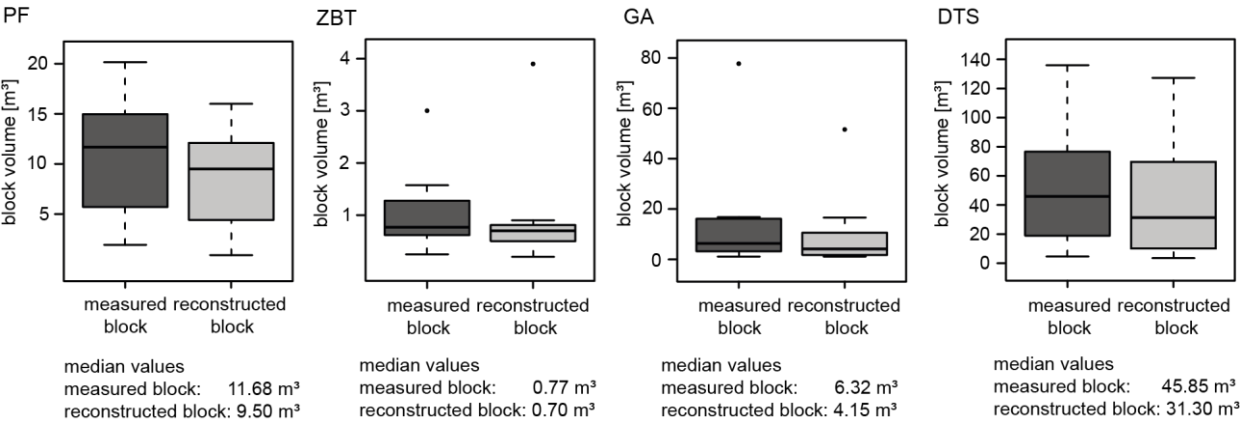 PF
block volume [m³]
20
15
10
5
measured block
reconstructed block
median values
measured block: 11.68 m³
reconstructed block: 9.50 m³
ZBT
block volume [m³]
4
3
2
1
measured block
reconstructed block
median values
measured block: 0.77 m³
reconstructed block: 0.70 m³
GA
block volume [m³]
80
60
40
20
0
measured block
reconstructed block
median values
measured block: 6.32 m³
reconstructed block: 4.15 m³
DTS
block volume [m³]
140
120
100
80
60
40
20
0
measured block
reconstructed block
median values
measured block: 45.85 m³
reconstructed block: 31.30 m³